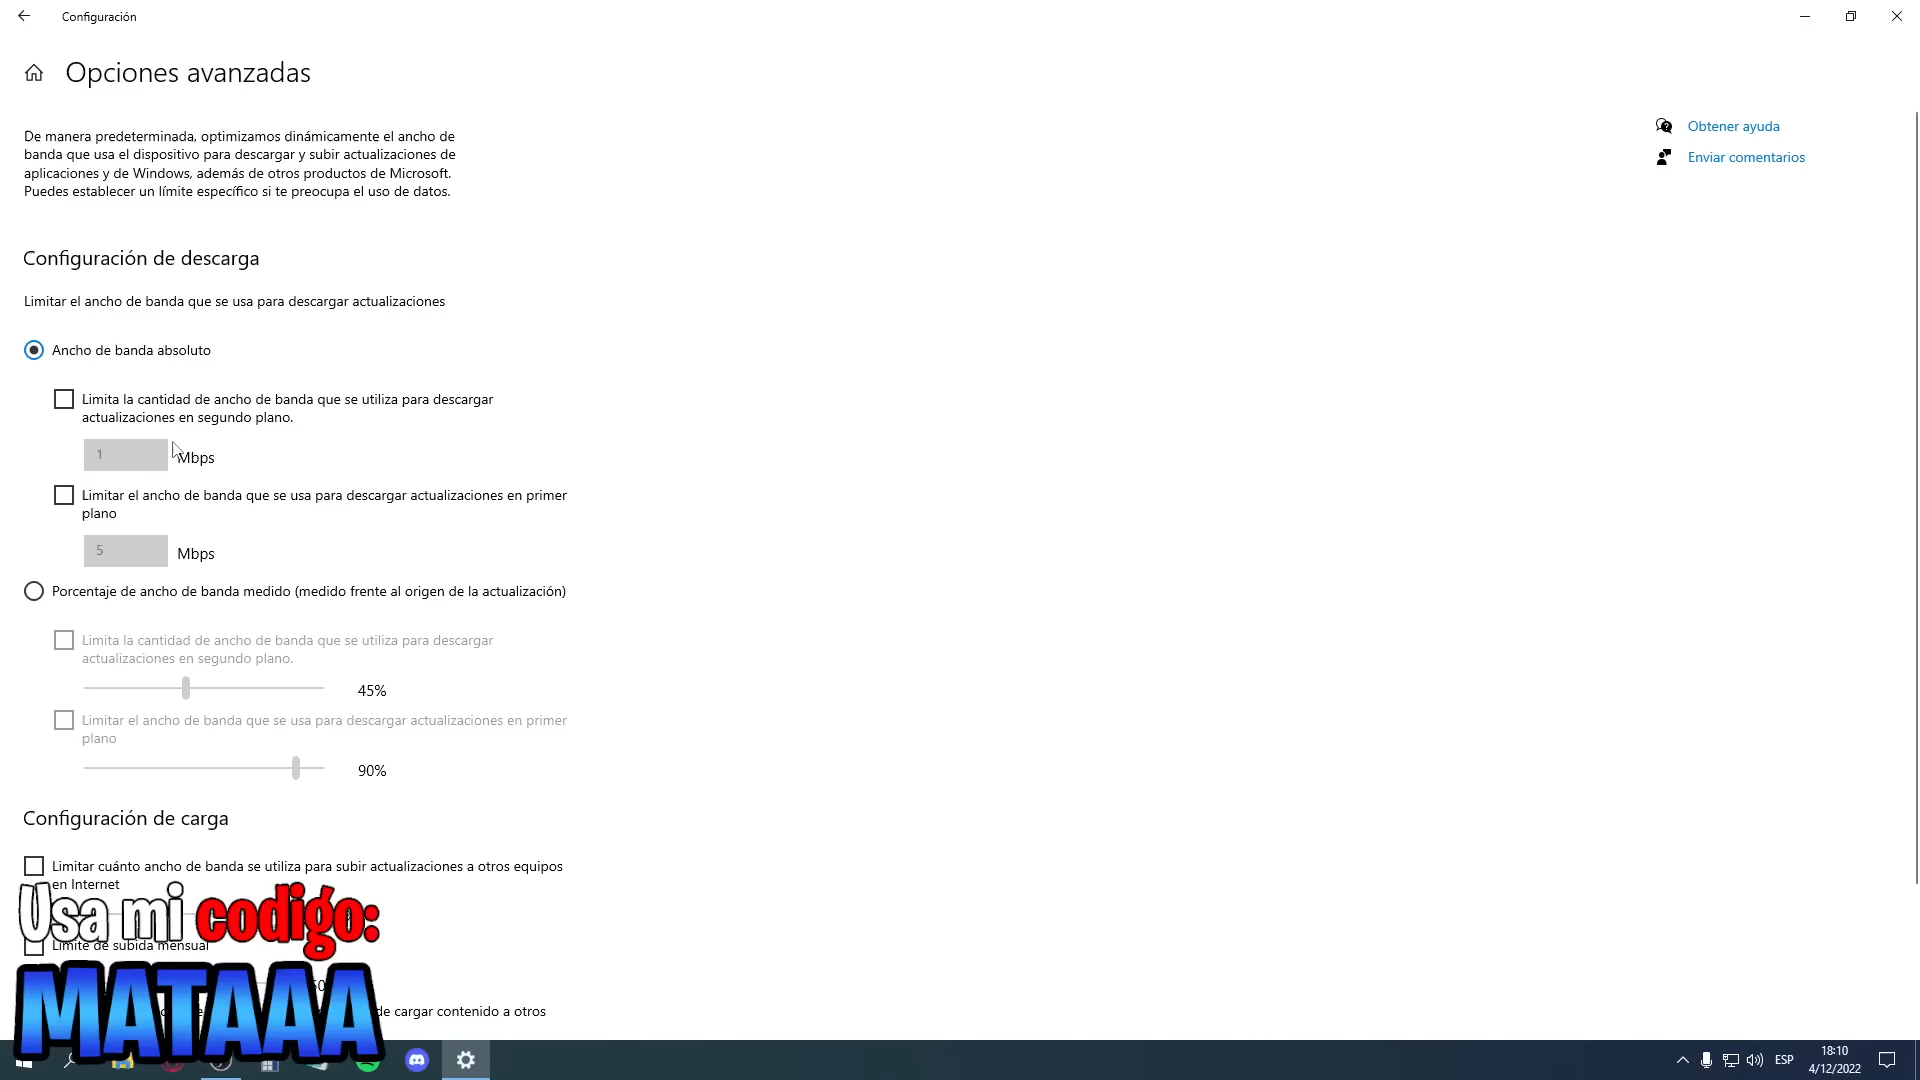 Configuración
Opciones avanzadas
De manera predeterminada, optimizamos dinámicamente el ancho de
banda que usa el dispositivo para descargar y subir actualizaciones de
aplicaciones y de Windows, además de otros productos de Microsoft.
Puedes establecer un límite específico si te preocupa el uso de datos.
Obtener ayuda
Enviar comentarios
Configuración de descarga
Limitar el ancho de banda que se usa para descargar actualizaciones
Ancho de banda absoluto
Limita la cantidad de ancho de banda que se utiliza para descargar
actualizaciones en segundo plano.
1 Mbps
Limitar el ancho de banda que se usa para descargar actualizaciones en primer
plano
5 Mbps
Porcentaje de ancho de banda medido (medido frente al origen de la actualización)
Limita la cantidad de ancho de banda que se utiliza para descargar
actualizaciones en segundo plano.
45%
Limitar el ancho de banda que se usa para descargar actualizaciones en primer
plano
90%
Configuración de carga
Limitar cuánto ancho de banda se utiliza para subir actualizaciones a otros equipos
en Internet
Usa mi codigo:
Límite de subida mensual
MATAAA
de cargar contenido a otros
ESP
18:10
4/12/2022